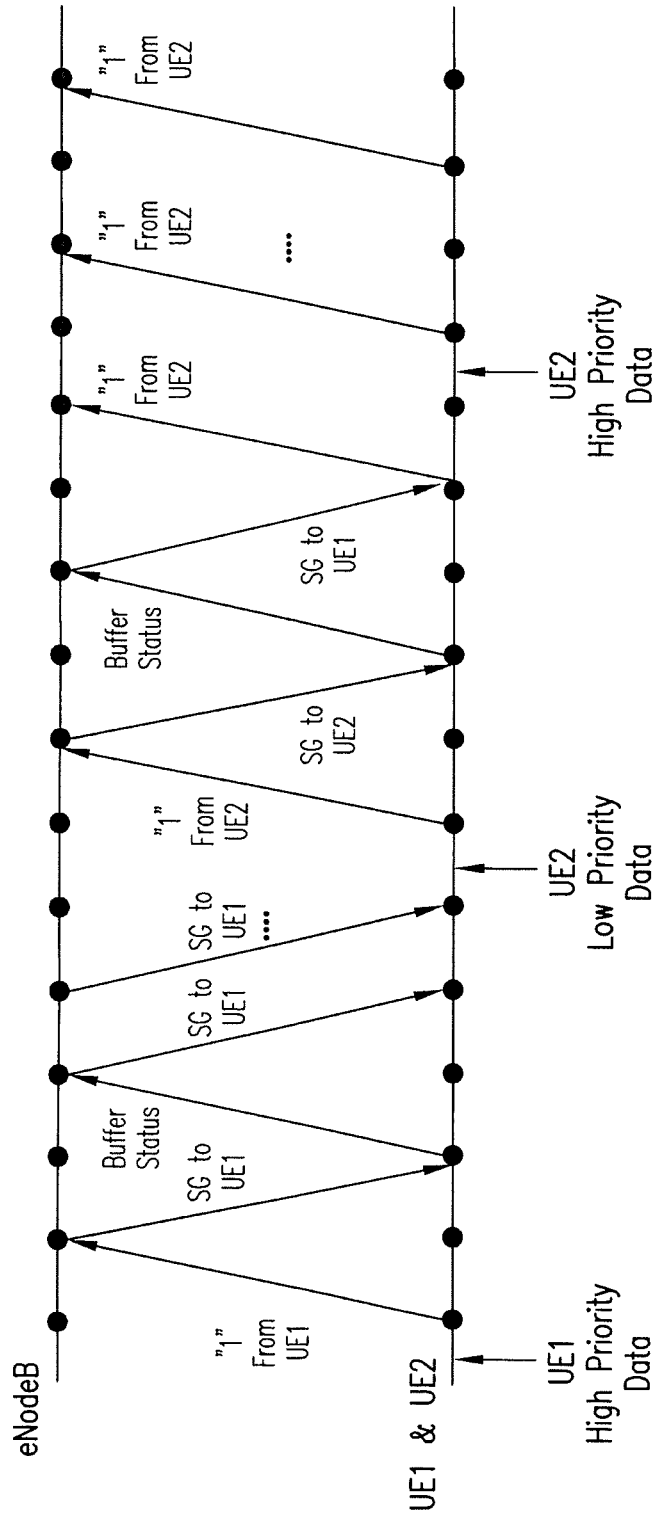 eNodeB
"1"
From
UE1
SG to
UE1
Buffer
Status
SG to
UE1
SG to
UE1
....
"1"
From
UE2
SG to
UE2
Buffer
Status
SG to
UE1
"1"
From
UE2
"1"
From
UE2
....
"1"
From
UE2
UE1 & UE2
UE1
High Priority
Data
UE2
Low Priority
Data
UE2
High Priority
Data